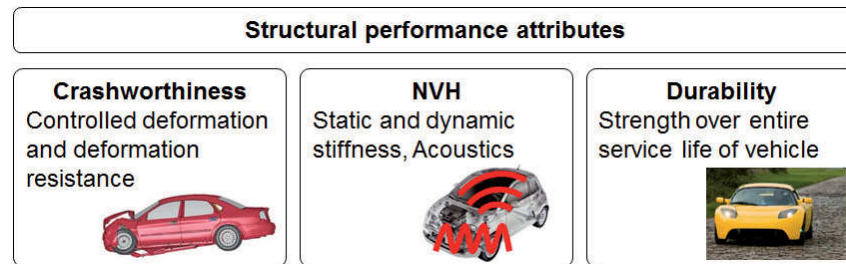 Structural performance attributes
Crashworthiness
Controlled deformation
and deformation
resistance
NVH
Static and dynamic
stiffness, Acoustics
Durability
Strength over entire
service life of vehicle